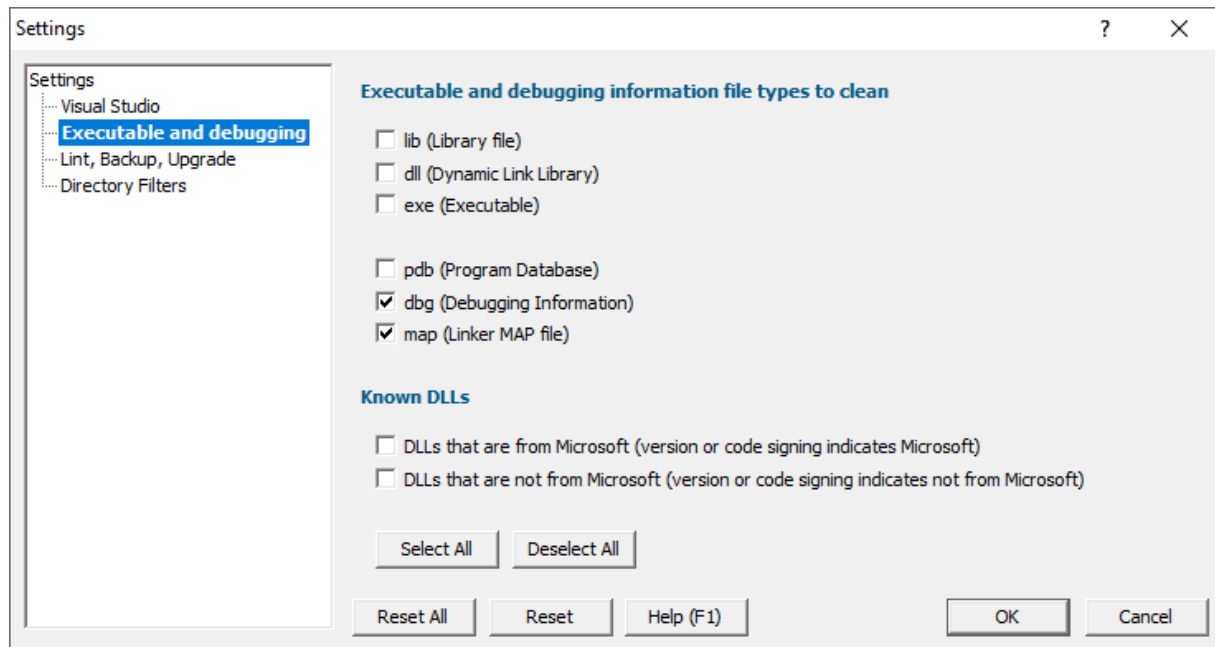 Settings
?
Settings
Visual Studio
Executable and debugging
Lint, Backup, Upgrade
Directory Filters
Executable and debugging information file types to clean
lib (Library file)
dll (Dynamic Link Library)
exe (Executable)
pdb (Program Database)
dbg (Debugging Information)
map (Linker MAP file)
Known DLLs
DLLs that are from Microsoft (version or code signing indicates Microsoft)
DLLs that are not from Microsoft (version or code signing indicates not from Microsoft)
Select All Deselect All
Reset All Reset Help (F1) OK Cancel